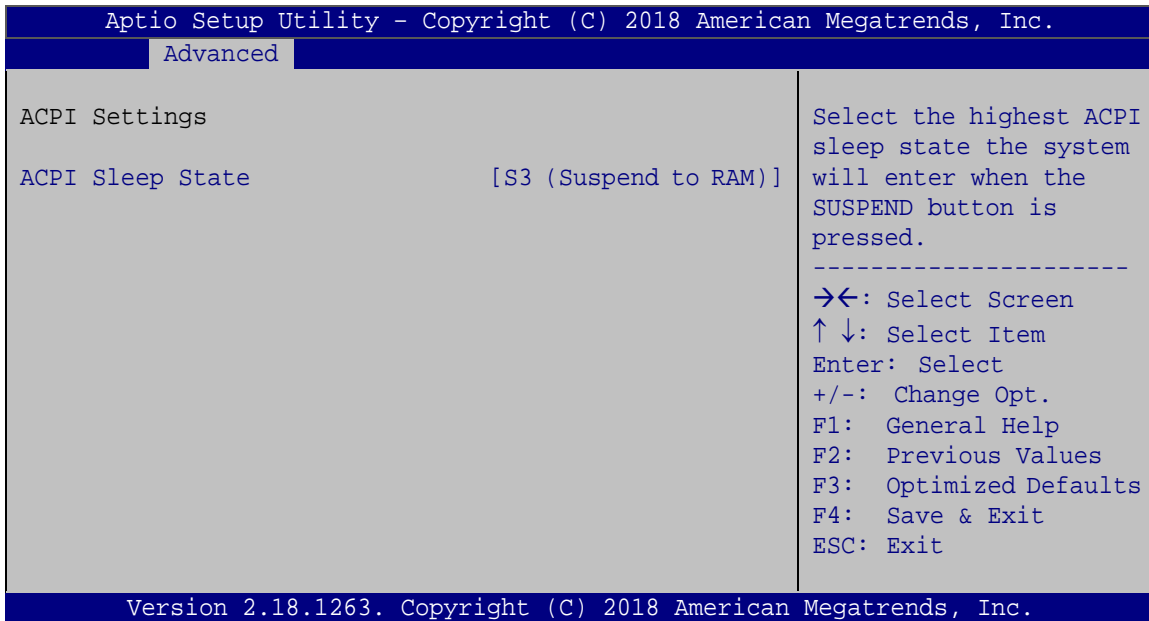 Aptio Setup Utility – Copyright (C) 2018 American Megatrends, Inc.
Advanced
ACPI Settings
ACPI Sleep State [S3 (Suspend to RAM)]
Select the highest ACPI
sleep state the system
will enter when the
SUSPEND button is
pressed.
----------------------
→←: Select Screen
↑ ↓: Select Item
Enter: Select
+/-: Change Opt.
F1: General Help
F2: Previous Values
F3: Optimized Defaults
F4: Save & Exit
ESC: Exit
Version 2.18.1263. Copyright (C) 2018 American Megatrends, Inc.